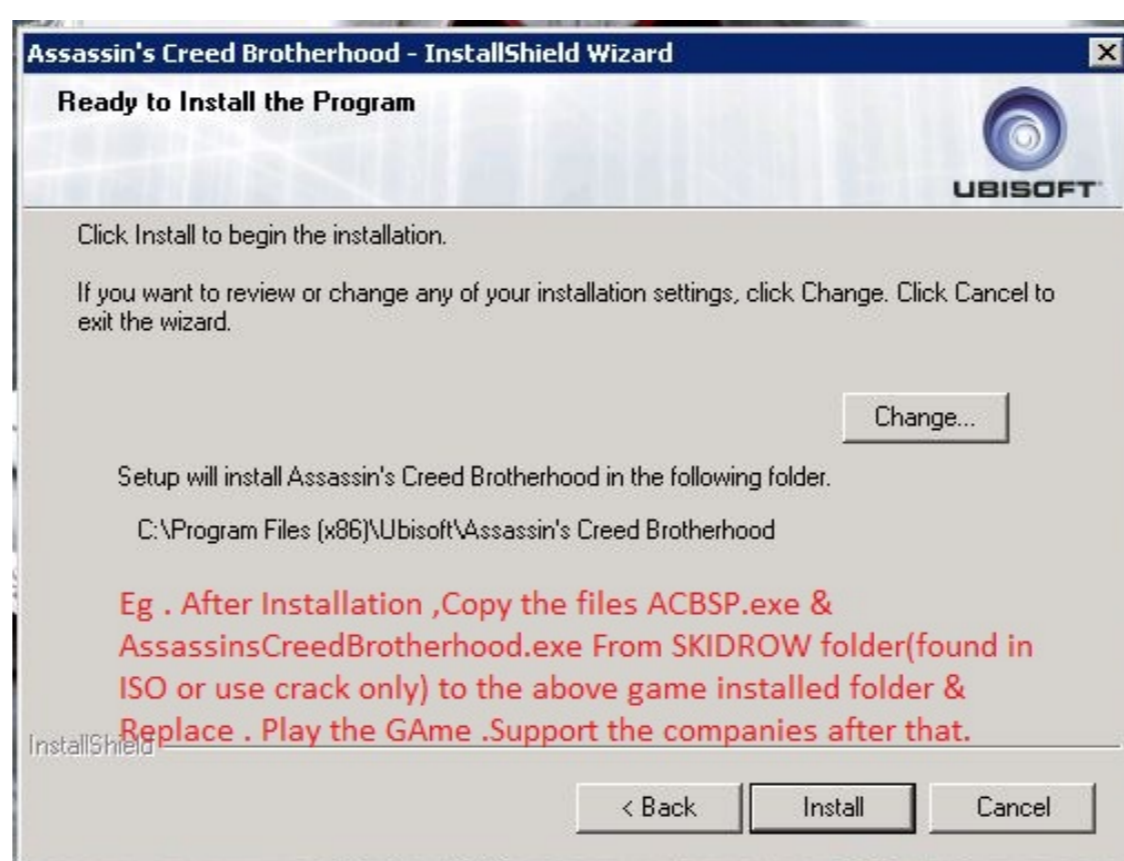 Assassin's Creed Brotherhood - InstallShield Wizard
Ready to Install the Program
UBISOFT
Click Install to begin the installation.
If you want to review or change any of your installation settings, click Change. Click Cancel to
exit the wizard.
Change...
Setup will install Assassin's Creed Brotherhood in the following folder.
C:\Program Files (x86)\Ubisoft\Assassin's Creed Brotherhood
Eg . After Installation ,Copy the files ACBSP.exe &
AssassinsCreedBrotherhood.exe From SKIDROW folder(found in
ISO or use crack only) to the above game installed folder &
Replace . Play the GAme .Support the companies after that.
InstallShield
< Back
Install
Cancel